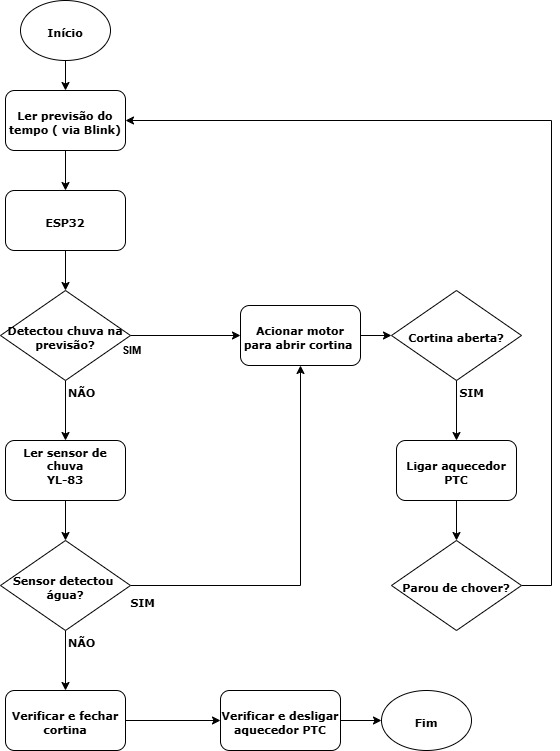 Início
Ler previsão do
tempo ( via Blink)
ESP32
Detectou chuva na
previsão?
SIM
Acionar motor
para abrir cortina
Cortina aberta?
NÃO
SIM
Ler sensor de
chuva
YL-83
Ligar aquecedor
PTC
Sensor detectou
água?
SIM
Parou de chover?
NÃO
Verificar e fechar
cortina
Verificar e desligar
aquecedor PTC
Fim